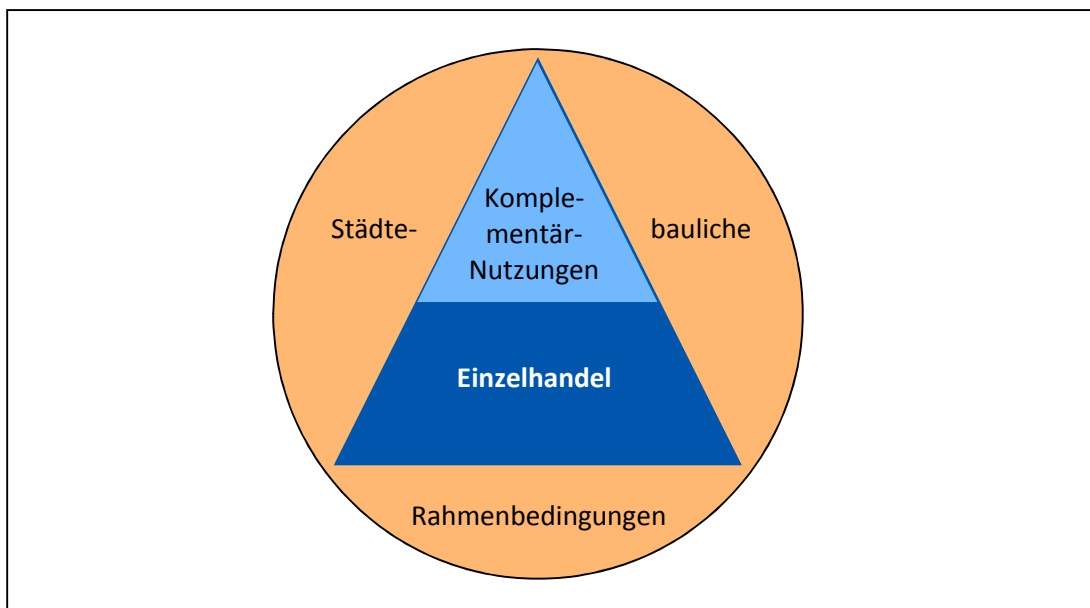 Komple-
mentär-
Nutzungen
Städte-
bauliche
Einzelhandel
Rahmenbedingungen